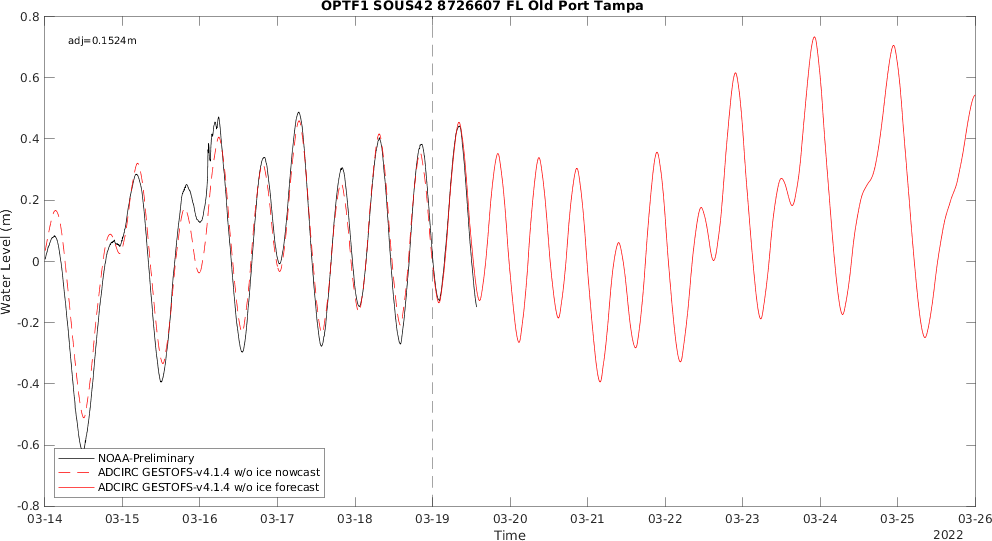 OPTF1 SOUS42 8726607 FL Old Port Tampa
adj=0.1524m
Water Level (m)
0.8
0.6
0.4
0.2
0
-0.2
-0.4
-0.6
-0.8
NOAA-Preliminary
ADCIRC GESTOFS-v4.1.4 w/o ice nowcast
ADCIRC GESTOFS-v4.1.4 w/o ice forecast
03-14 03-15 03-16 03-17 03-18 03-19 03-20 03-21 03-22 03-23 03-24 03-25 03-26
Time
2022